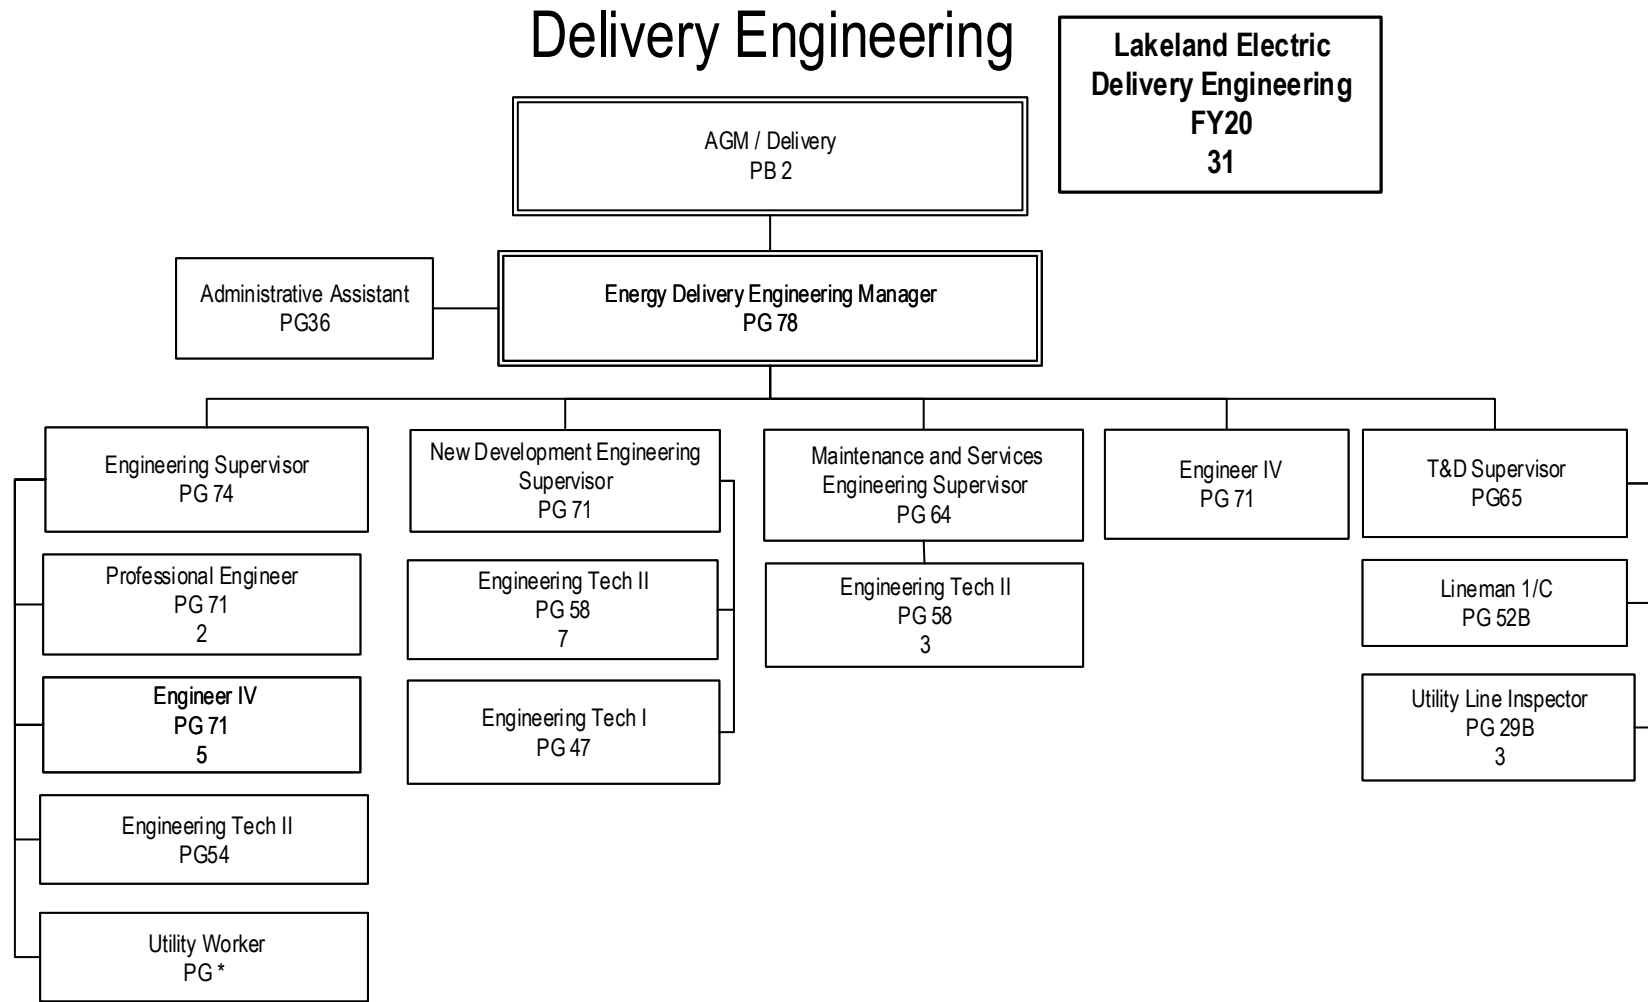 Delivery Engineering
Lakeland Electric
Delivery Engineering
FY20
31
AGM / Delivery
PB 2
Administrative Assistant
PG36
Energy Delivery Engineering Manager
PG 78
Engineering Supervisor
PG 74
New Development Engineering
Supervisor
PG 71
Maintenance and Services
Engineering Supervisor
PG 64
Engineer IV
PG 71
T&D Supervisor
PG65
Professional Engineer
PG 71
2
Engineering Tech II
PG 58
7
Engineering Tech II
PG 58
3
Lineman 1/C
PG 52B
Engineer IV
PG 71
5
Engineering Tech I
PG 47
Utility Line Inspector
PG 29B
3
Engineering Tech II
PG54
Utility Worker
PG *